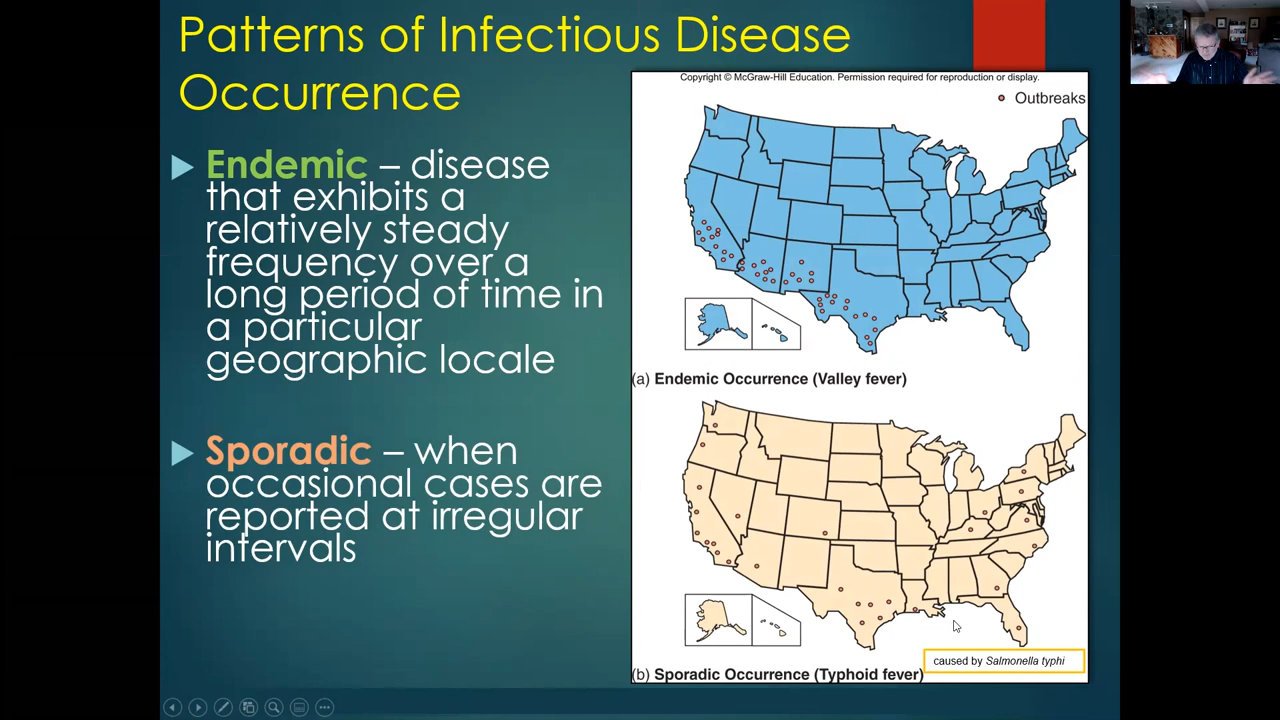 Patterns of Infectious Disease
Occurrence
Endemic – disease
that exhibits a
relatively steady
frequency over a
long period of time in
a particular
geographic locale
Sporadic – when
occasional cases are
reported at irregular
intervals
Copyright © McGraw-Hill Education. Permission required for reproduction or display.
Outbreaks
(a) Endemic Occurrence (Valley fever)
caused by Salmonella typhi
(b) Sporadic Occurrence (Typhoid fever)